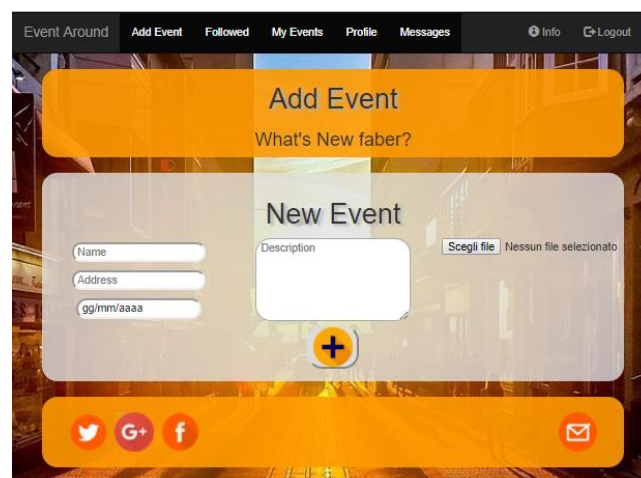 Event Around Add Event Followed My Events Profile Messages Info Logout
Add Event
What's New faber?
New Event
Name
Address
gg/mm/aaaa
Description
Scegli file Nessun file selezionato
G+